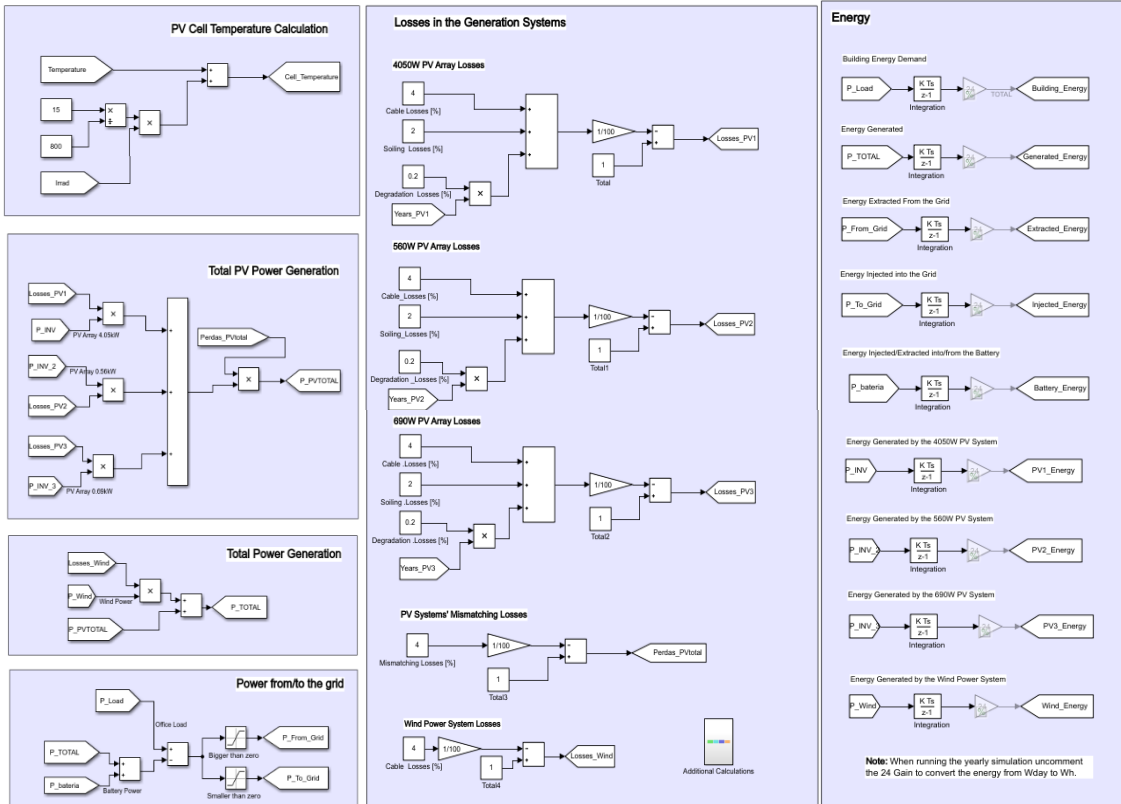 PV Cell Temperature Calculation
Temperature
15
800
Irrad
×
÷
×
+
+
Cell_Temperature
Total PV Power Generation
Losses_PV1
P_INV
×
PV Array 4.05kW
P_INV_2
PV Array 0.56kW
Losses_PV2
×
Losses_PV3
P_INV_3
×
PV Array 0.69kW
+
+
+
Perdas_PVtotal
×
P_PVTOTAL
Total Power Generation
Losses_Wind
P_Wind
Wind Power
×
P_PVTOTAL
+
+
P_TOTAL
Power from/to the grid
P_Load
Office Load
P_TOTAL
P_bateria
+
+
Battery Power
+
−
Bigger than zero
P_From_Grid
Smaller than zero
P_To_Grid
Losses in the Generation Systems
4050W PV Array Losses
4
Cable Losses [%]
2
Soiling Losses [%]
0.2
Degradation Losses [%]
Years_PV1
×
+
+
+
1/100
1
Total
−
+
Losses_PV1
560W PV Array Losses
4
Cable_Losses [%]
2
Soiling_Losses [%]
0.2
Degradation _Losses [%]
Years_PV2
×
+
+
+
1/100
1
Total1
−
+
Losses_PV2
690W PV Array Losses
4
Cable .Losses [%]
2
Soiling .Losses [%]
0.2
Degradation .Losses [%]
Years_PV3
×
+
+
+
1/100
1
Total2
−
+
Losses_PV3
PV Systems' Mismatching Losses
4
Mismatching Losses [%]
1/100
1
Total3
−
+
Perdas_PVtotal
Wind Power System Losses
4
Cable Losses [%]
1/100
1
Total4
−
+
Losses_Wind
Additional Calculations
Energy
Building Energy Demand
P_Load
K Ts
z-1
Integration
24
TOTAL
Building_Energy
Energy Generated
P_TOTAL
K Ts
z-1
Integration
24
Generated_Energy
Energy Extracted From the Grid
P_From_Grid
K Ts
z-1
Integration
24
Extracted_Energy
Energy Injected into the Grid
P_To_Grid
K Ts
z-1
Integration
24
Injected_Energy
Energy Injected/Extracted into/from the Battery
P_bateria
K Ts
z-1
Integration
24
Battery_Energy
Energy Generated by the 4050W PV System
P_INV
K Ts
z-1
Integration
24
PV1_Energy
Energy Generated by the 560W PV System
P_INV_2
K Ts
z-1
Integration
24
PV2_Energy
Energy Generated by the 690W PV System
P_INV_3
K Ts
z-1
Integration
24
PV3_Energy
Energy Generated by the Wind Power System
P_Wind
K Ts
z-1
Integration
24
Wind_Energy
Note: When running the yearly simulation uncomment
the 24 Gain to convert the energy from Wday to Wh.